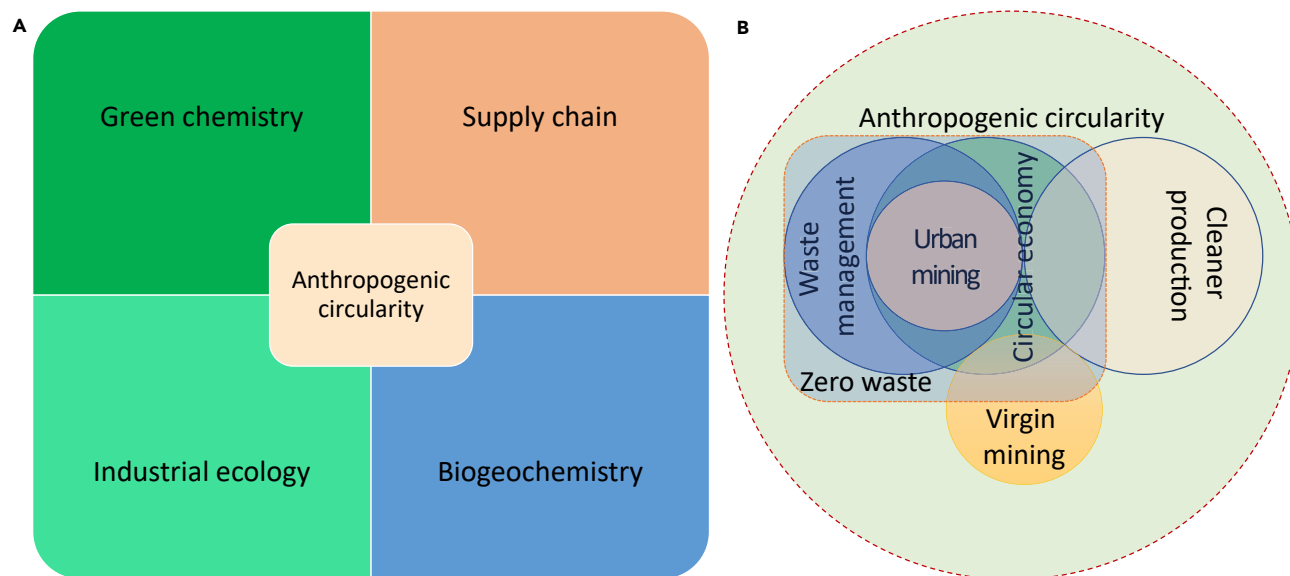 A
Green chemistry
Supply chain
Anthropogenic
circularity
Industrial ecology
Biogeochemistry
B
Anthropogenic circularity
Waste
management
Urban
mining
Circular economy
Cleaner
production
Zero waste
Virgin
mining